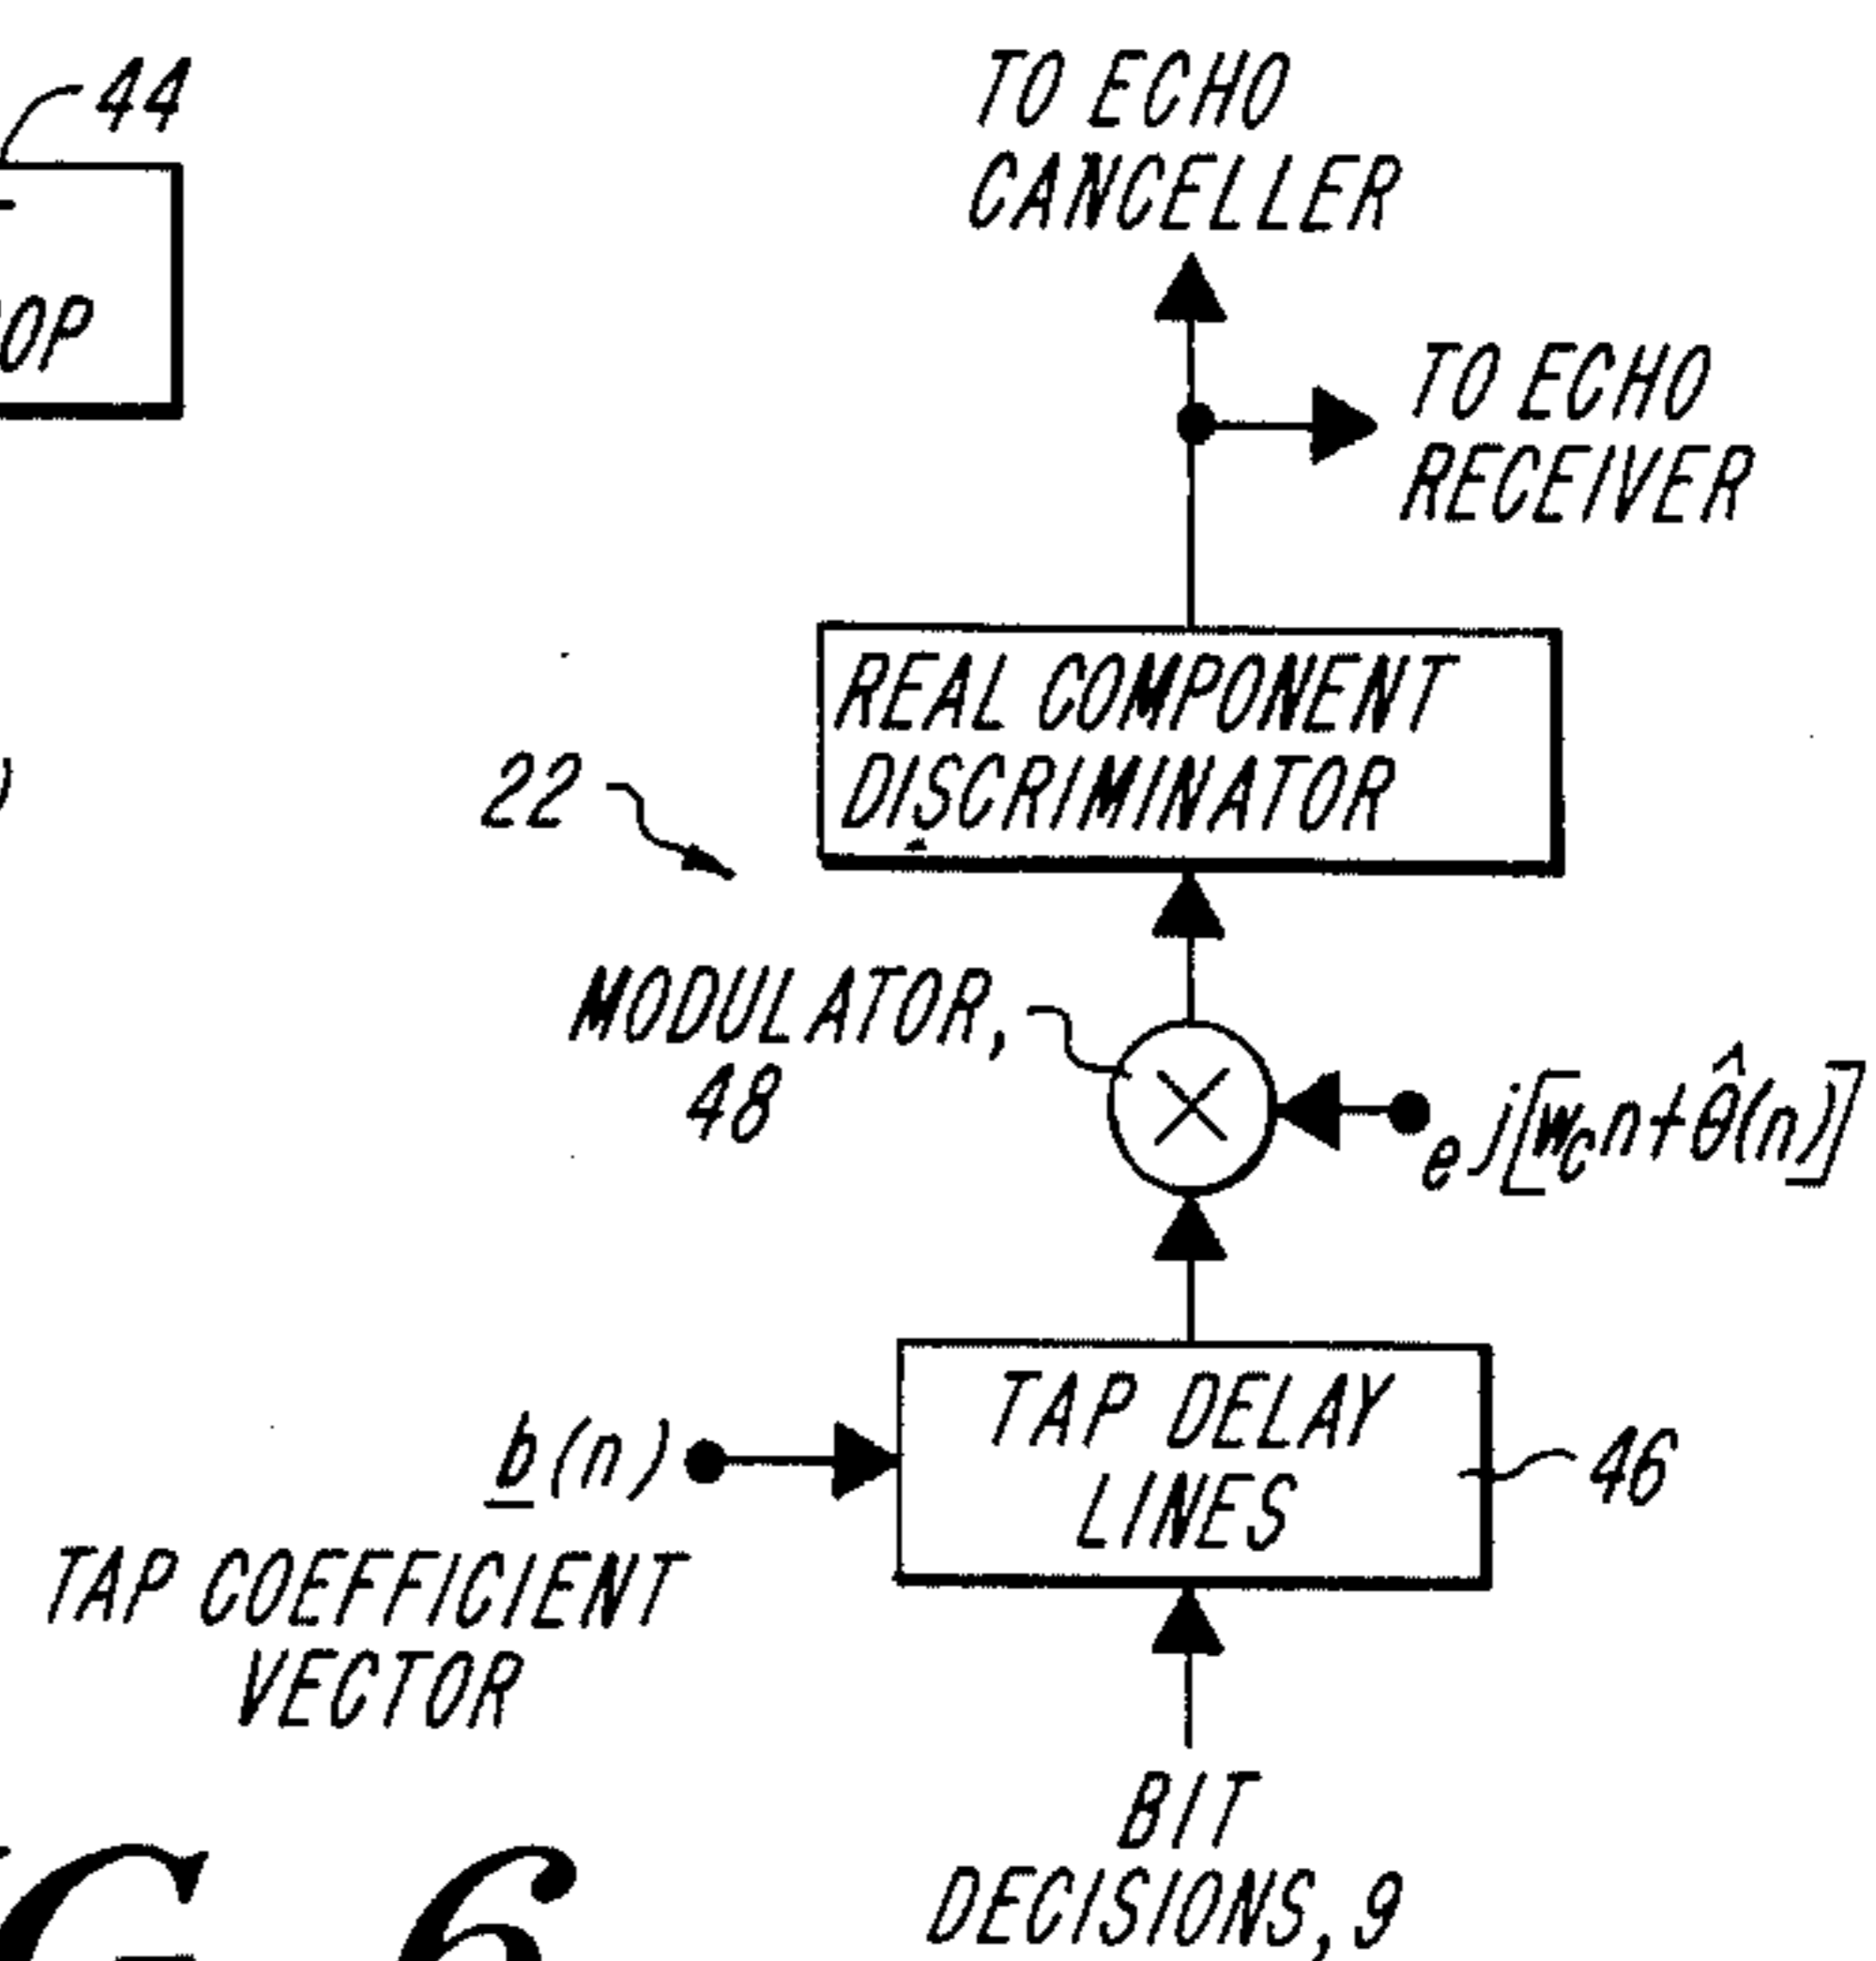 44
OP
TO ECHO
CANCELLER
TO ECHO
RECEIVER
REAL COMPONENT
DISCRIMINATOR
22
)
MODULATOR,
48
e j[w_c n+θ̂(n)]
TAP DELAY
LINES
46
b(n)
TAP COEFFICIENT
VECTOR
BIT
DECISIONS, 9
G. 6